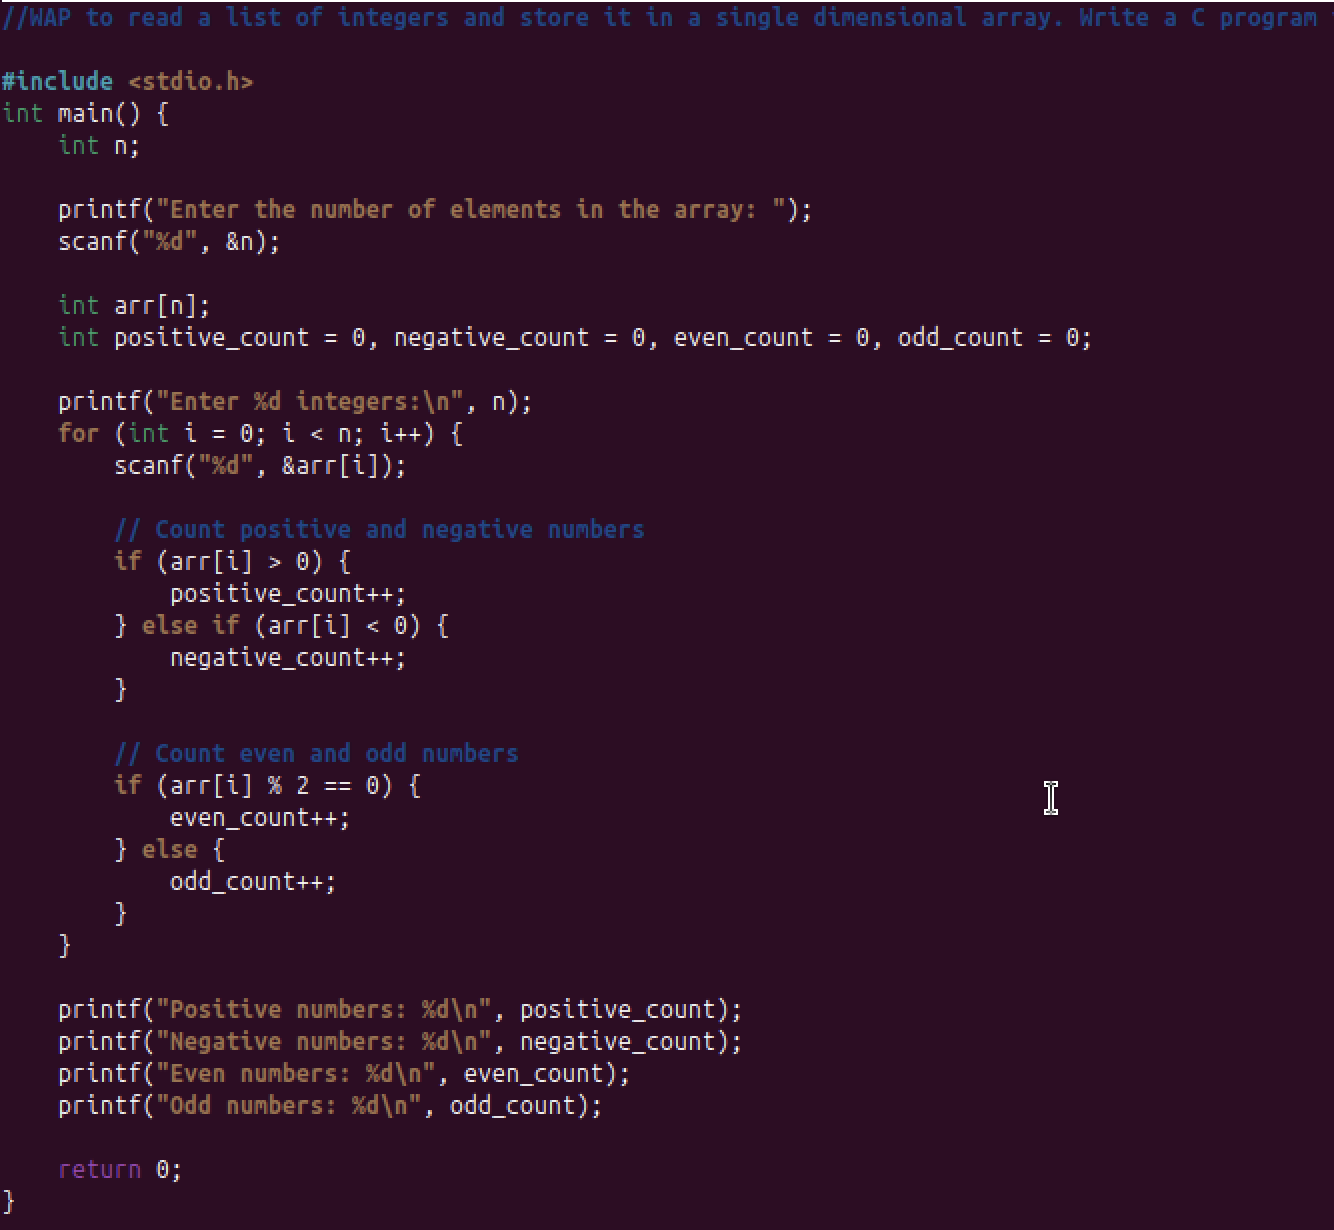 //WAP to read a list of integers and store it in a single dimensional array. Write a C program
#include <stdio.h>
int main() {
    int n;
    printf("Enter the number of elements in the array: ");
    scanf("%d", &n);
    int arr[n];
    int positive_count = 0, negative_count = 0, even_count = 0, odd_count = 0;
    printf("Enter %d integers:\n", n);
    for (int i = 0; i < n; i++) {
        scanf("%d", &arr[i]);
        // Count positive and negative numbers
        if (arr[i] > 0) {
            positive_count++;
        } else if (arr[i] < 0) {
            negative_count++;
        }
        // Count even and odd numbers
        if (arr[i] % 2 == 0) {
            even_count++;
        } else {
            odd_count++;
        }
    }
    printf("Positive numbers: %d\n", positive_count);
    printf("Negative numbers: %d\n", negative_count);
    printf("Even numbers: %d\n", even_count);
    printf("Odd numbers: %d\n", odd_count);
    return 0;
}